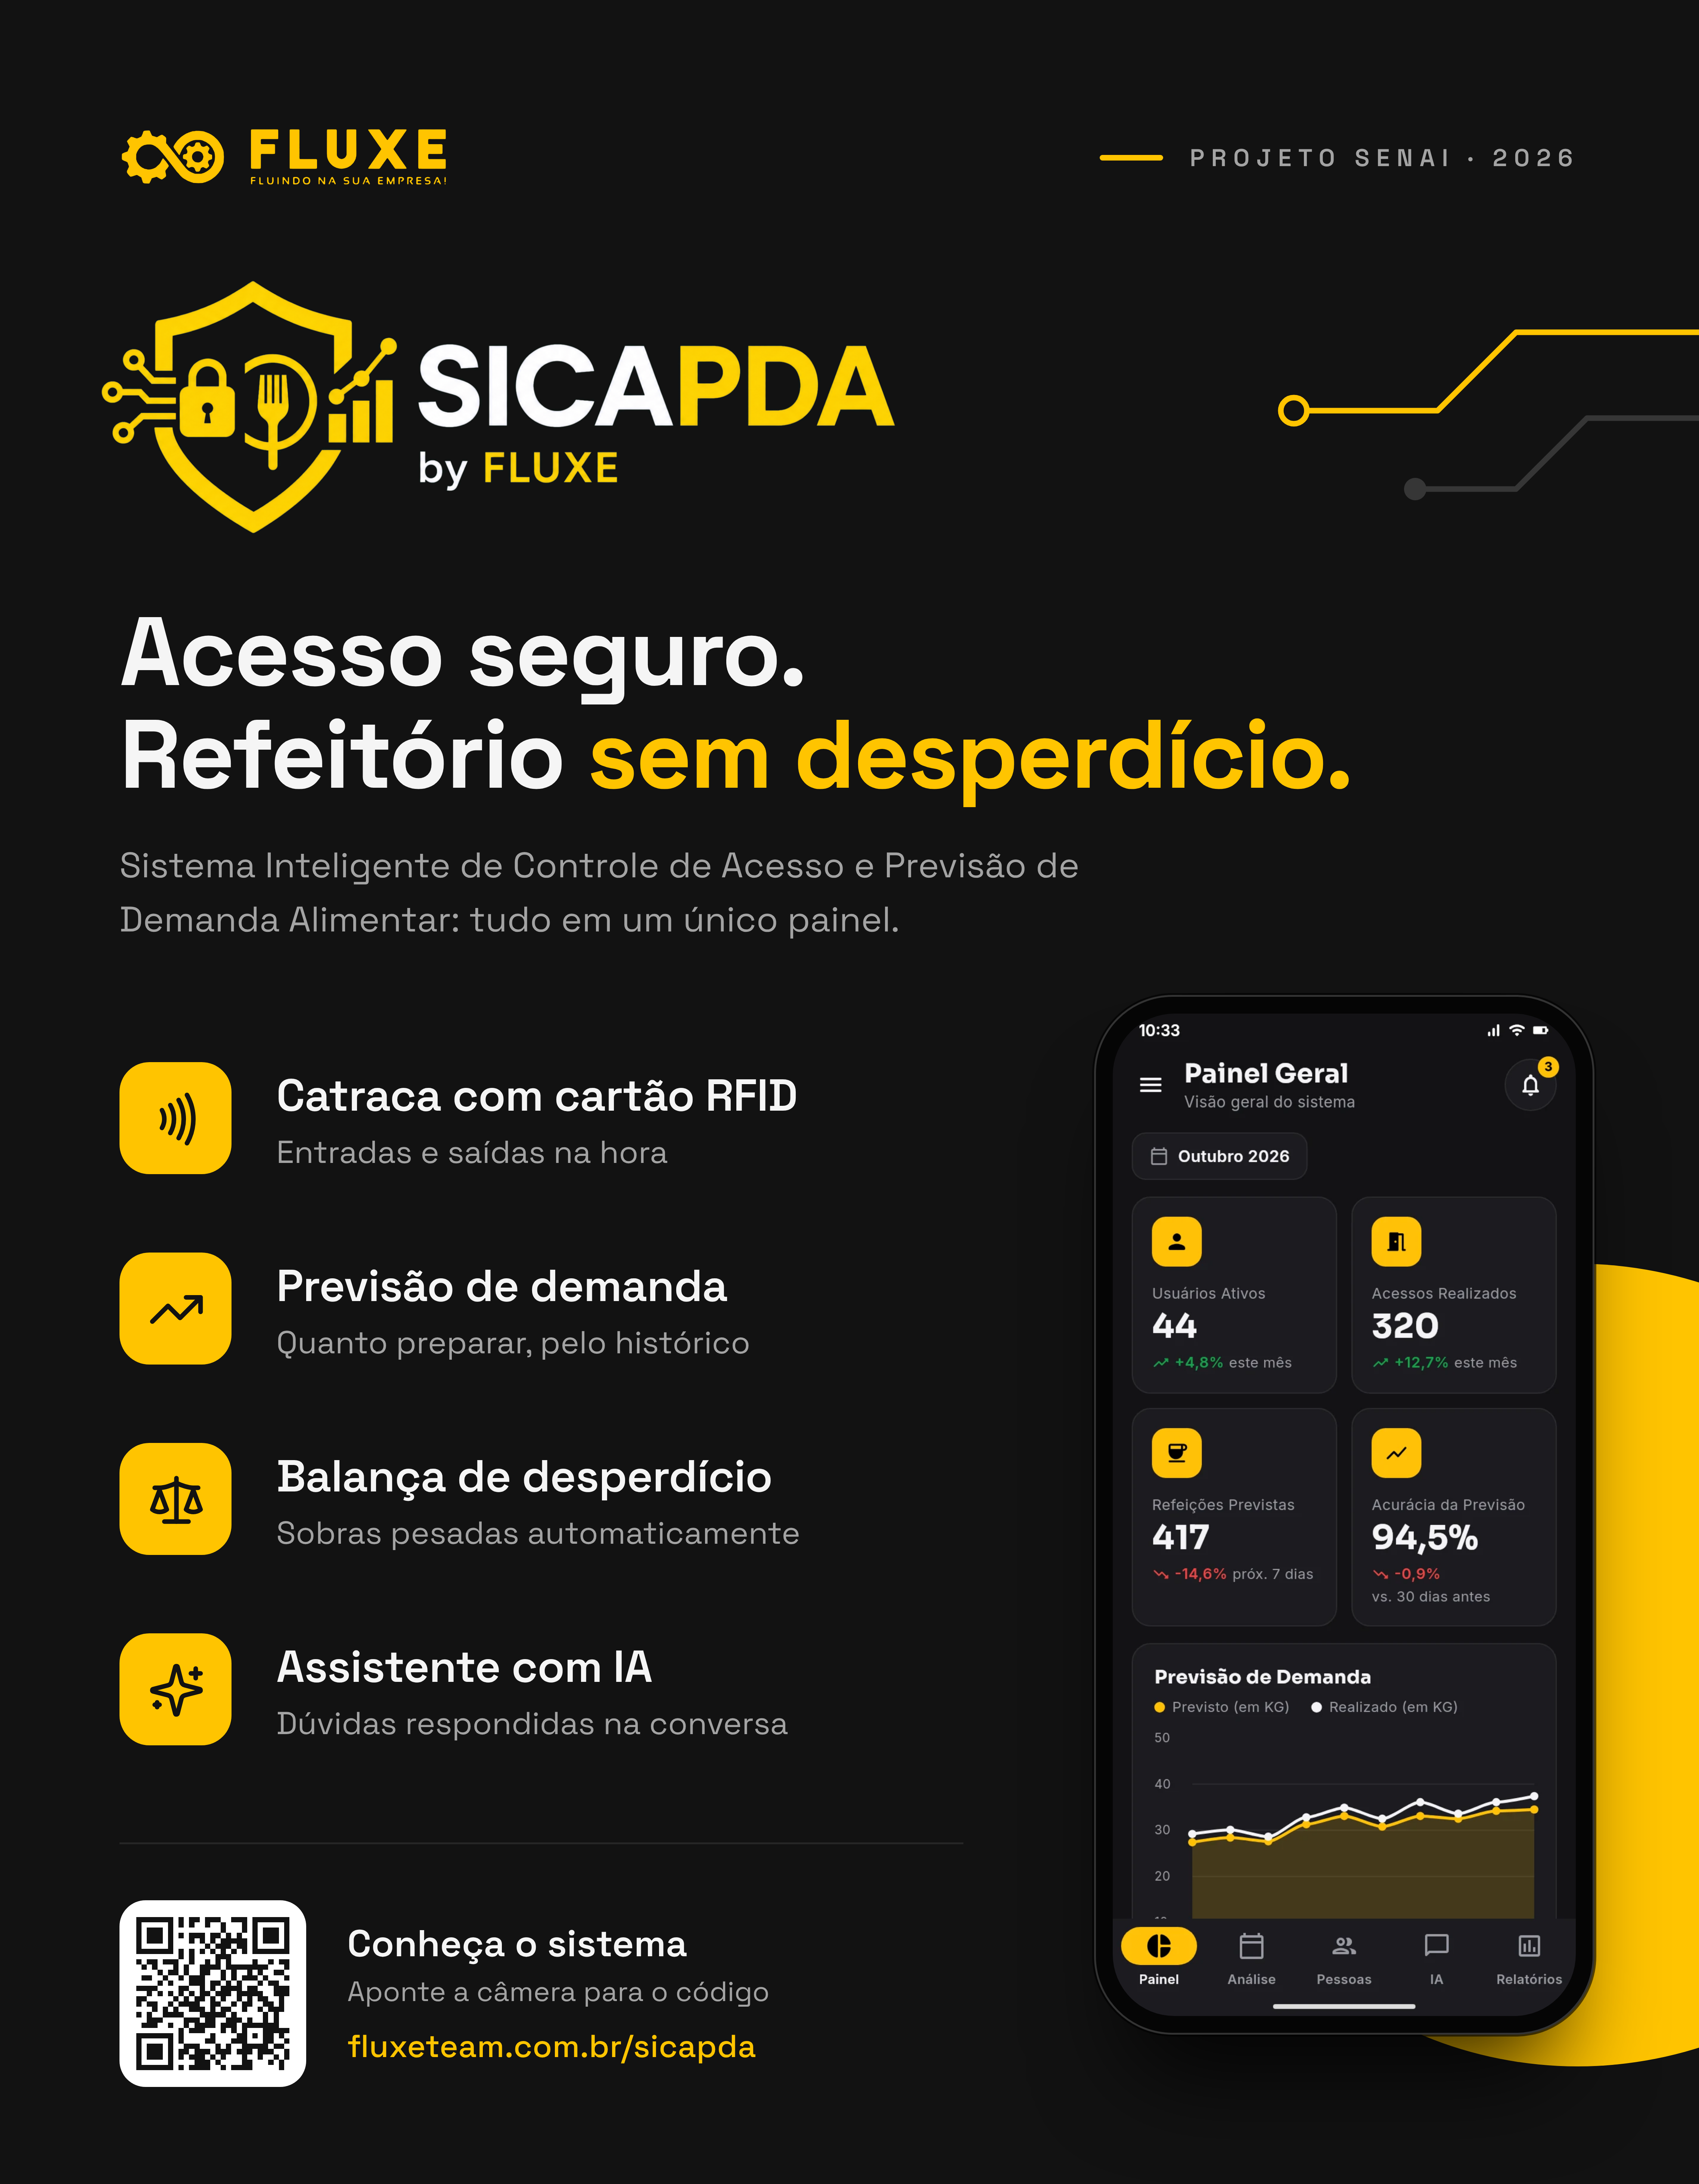 FLUXE
FLUINDO NA SUA EMPRESA!
PROJETO SENAI · 2026
SICAPDA
by FLUXE
Acesso seguro.
Refeitório sem desperdício.
Sistema Inteligente de Controle de Acesso e Previsão de
Demanda Alimentar: tudo em um único painel.
Catraca com cartão RFID
Entradas e saídas na hora
Previsão de demanda
Quanto preparar, pelo histórico
Balança de desperdício
Sobras pesadas automaticamente
Assistente com IA
Dúvidas respondidas na conversa
Conheça o sistema
Aponte a câmera para o código
fluxeteam.com.br/sicapda
10:33
Painel Geral
3
Visão geral do sistema
Outubro 2026
Usuários Ativos
44
+4,8% este mês
Acessos Realizados
320
+12,7% este mês
Refeições Previstas
417
-14,6% próx. 7 dias
Acurácia da Previsão
94,5%
-0,9%
vs. 30 dias antes
Previsão de Demanda
Previsto (em KG) Realizado (em KG)
50
40
30
20
Painel Análise Pessoas IA Relatórios